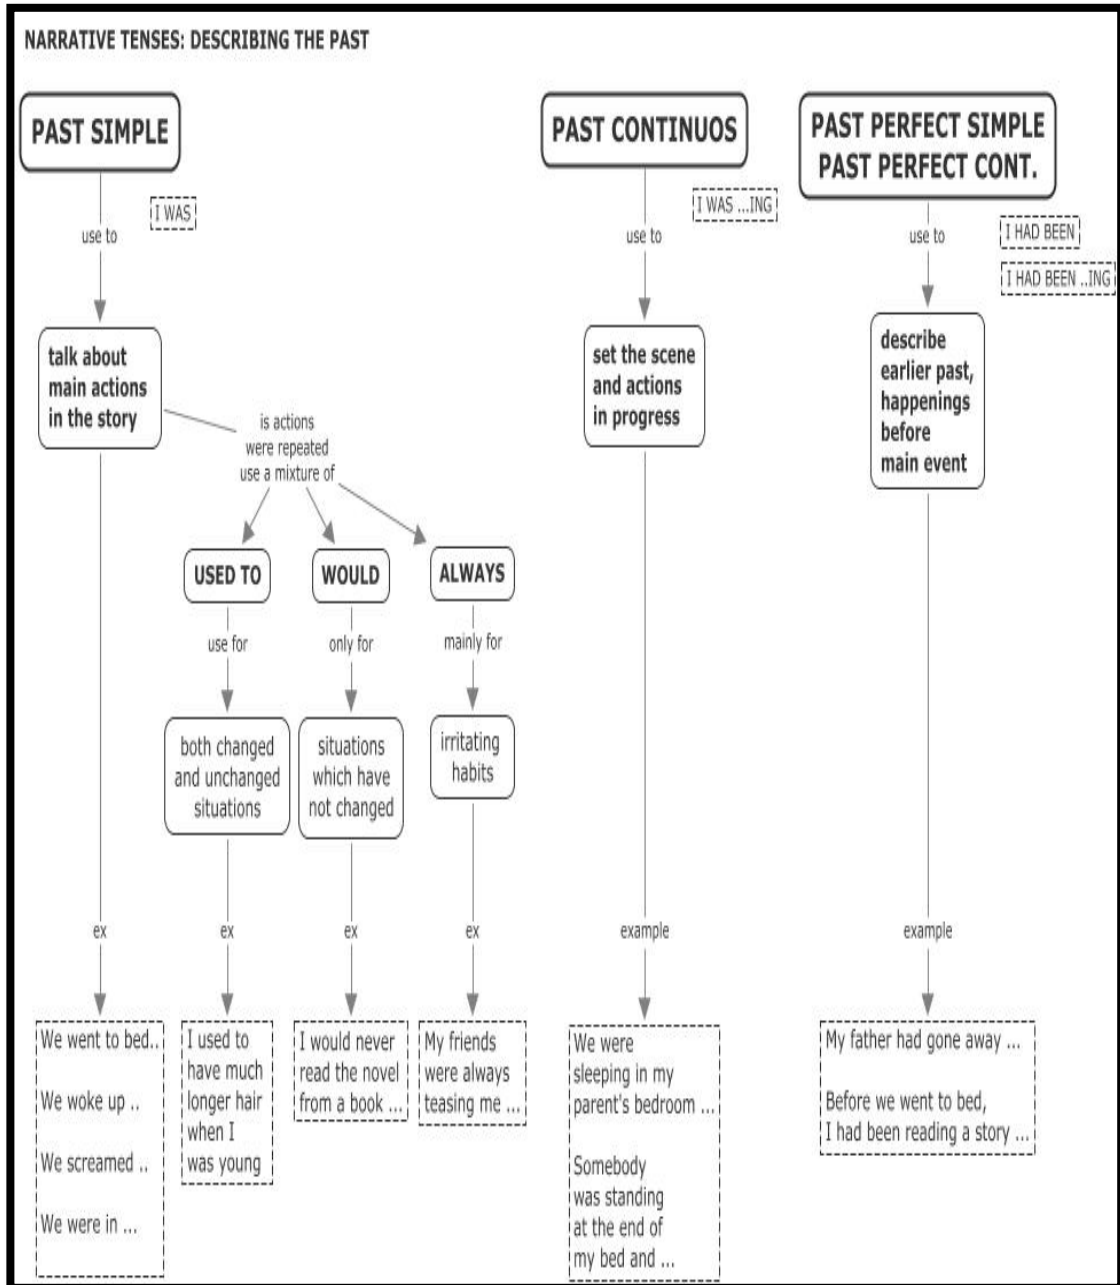 NARRATIVE TENSES: DESCRIBING THE PAST
PAST SIMPLE
I WAS
use to
talk about
main actions
in the story
is actions
were repeated
use a mixture of
USED TO
use for
both changed
and unchanged
situations
ex
I used to
have much
longer hair
when I
was young
WOULD
only for
situations
which have
not changed
ex
I would never
read the novel
from a book ...
ALWAYS
mainly for
irritating
habits
ex
My friends
were always
teasing me ...
ex
We went to bed..
We woke up ..
We screamed ..
We were in ...
PAST CONTINUOS
I WAS ...ING
use to
set the scene
and actions
in progress
example
We were
sleeping in my
parent's bedroom ...
Somebody
was standing
at the end of
my bed and ...
PAST PERFECT SIMPLE
PAST PERFECT CONT.
I HAD BEEN
I HAD BEEN ..ING
use to
describe
earlier past,
happenings
before
main event
example
My father had gone away ...
Before we went to bed,
I had been reading a story ...